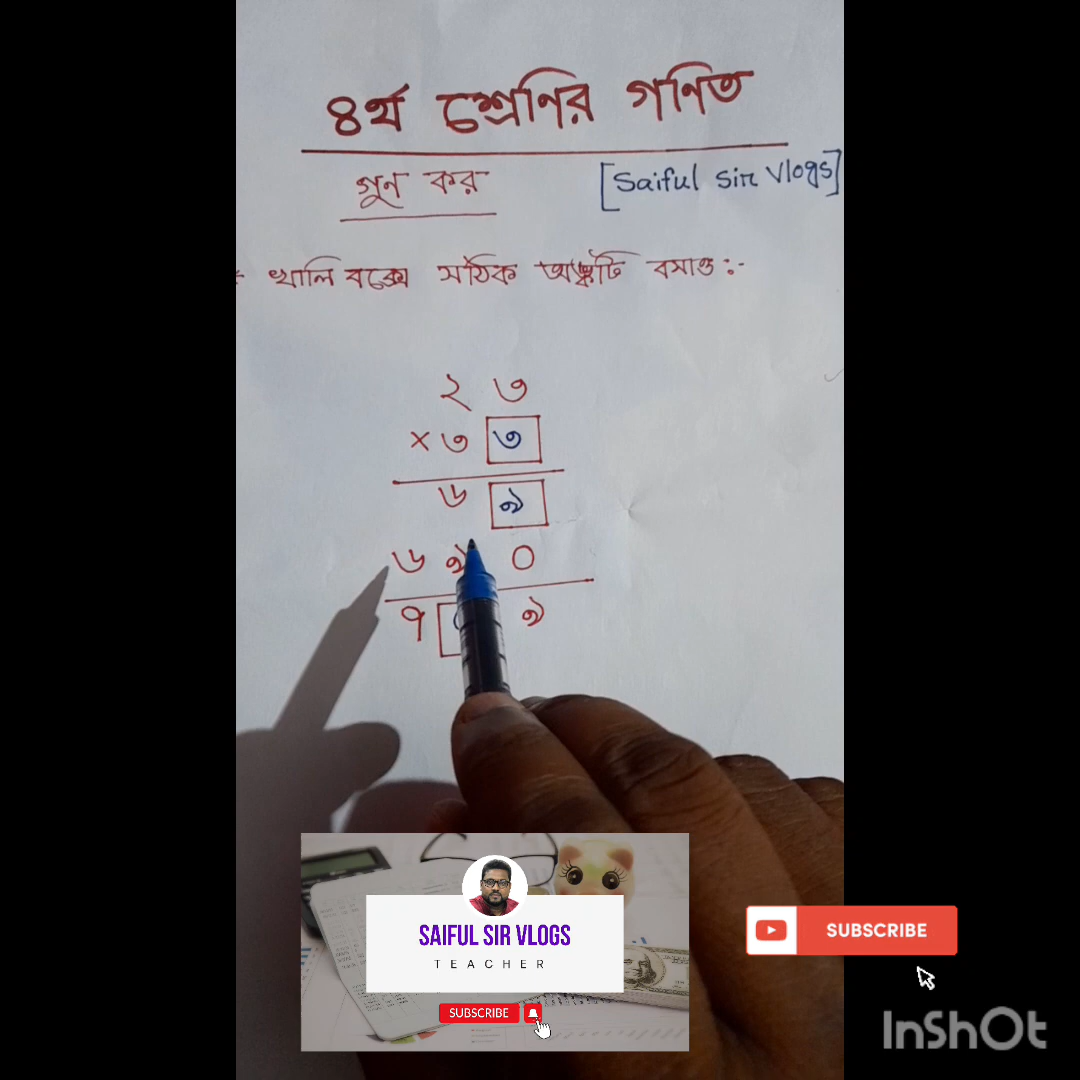 ৪র্থ শ্রেনির গনিত
গুন কর
[Saiful Sir Vlogs]
খালি বক্সে সঠিক অঙ্কটি বসাও :-
২ ৩
× ৩ ৩
৬ ৯
৬ ৯ ০
৭ ৯
SAIFUL SIR VLOGS
TEACHER
SUBSCRIBE
SUBSCRIBE
InShOt